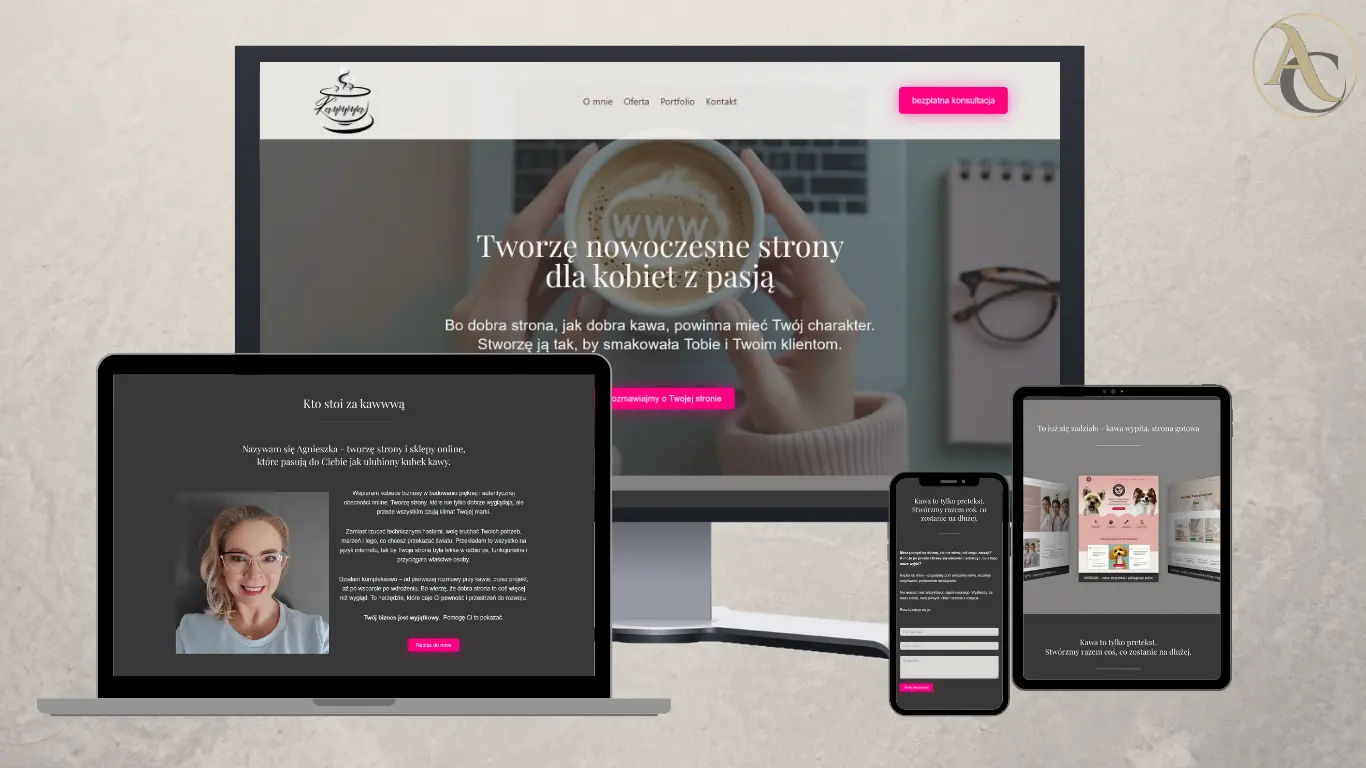 AC
Kawwwa
O mnie Oferta Portfolio Kontakt
bezpłatna konsultacja
WWW
Tworzę nowoczesne strony
dla kobiet z pasją
Bo dobra strona, jak dobra kawa, powinna mieć Twój charakter.
Stworzę ją tak, by smakowała Tobie i Twoim klientom.
ozmawiajmy o Twojej stronie
Kto stoi za kawwwą
Nazywam się Agnieszka – tworzę strony i sklepy online,
które pasują do Ciebie jak ulubiony kubek kawy.
Wspieram kobiece biznesy w budowaniu pięknej i autentycznej
obecności online. Tworzę strony, które nie tylko dobrze wyglądają, ale
przede wszystkim czują klimat Twojej marki.
Zamiast rzucać technicznymi hasłami, wolę słuchać Twoich potrzeb,
marzeń i tego, co chcesz przekazać światu. Przekładam to wszystko na
język internetu, tak by Twoja strona była lekka w odbiorze, funkcjonalna i
przyciągała właściwe osoby.
Działam kompleksowo – od pierwszej rozmowy przy kawie, przez projekt,
aż po wsparcie po wdrożeniu. Bo wierzę, że dobra strona to coś więcej
niż wygląd. To narzędzie, które daje Ci pewność i przestrzeń do rozwoju.
Twój biznes jest wyjątkowy. Pomogę Ci to pokazać.
Napisz do mnie
Kawa to tylko pretekst.
Stwórzmy razem coś, co
zostanie na dłużej.
To już się zadziało – kawa wypita, strona gotowa
Kawa to tylko pretekst.
Stwórzmy razem coś, co zostanie na dłużej.